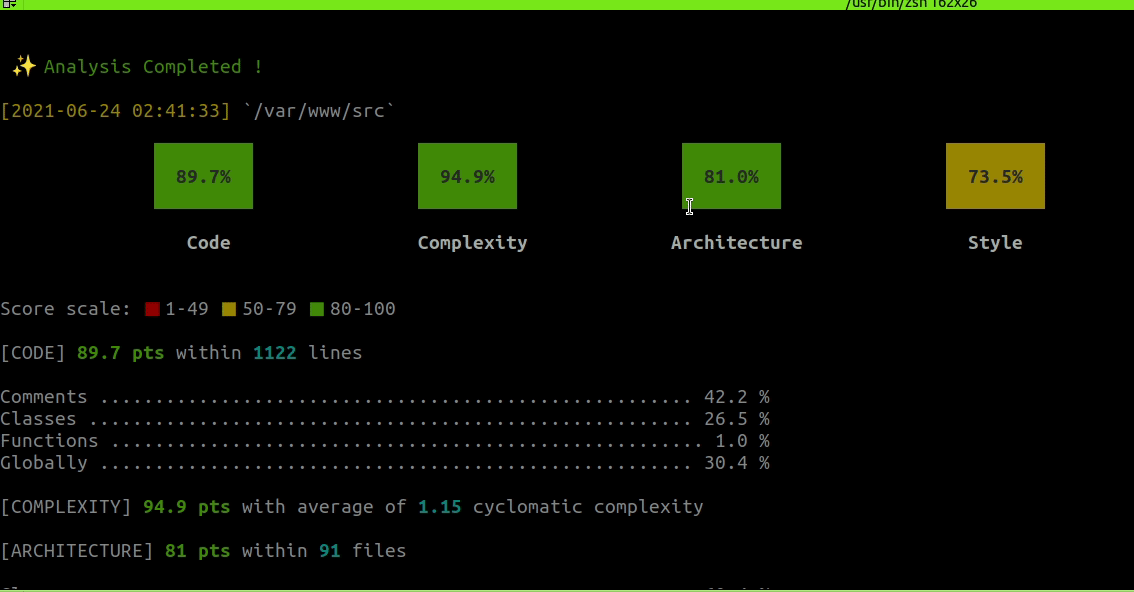 /usr/bin/zsh 162x26
✨ Analysis Completed !
[2021-06-24 02:41:33] `/var/www/src`
89.7% 94.9% 81.0% 73.5%
Code Complexity Architecture Style
Score scale: 1-49 50-79 80-100
[CODE] 89.7 pts within 1122 lines
Comments ...................................................... 42.2 %
Classes ....................................................... 26.5 %
Functions ...................................................... 1.0 %
Globally ...................................................... 30.4 %
[COMPLEXITY] 94.9 pts with average of 1.15 cyclomatic complexity
[ARCHITECTURE] 81 pts within 91 files